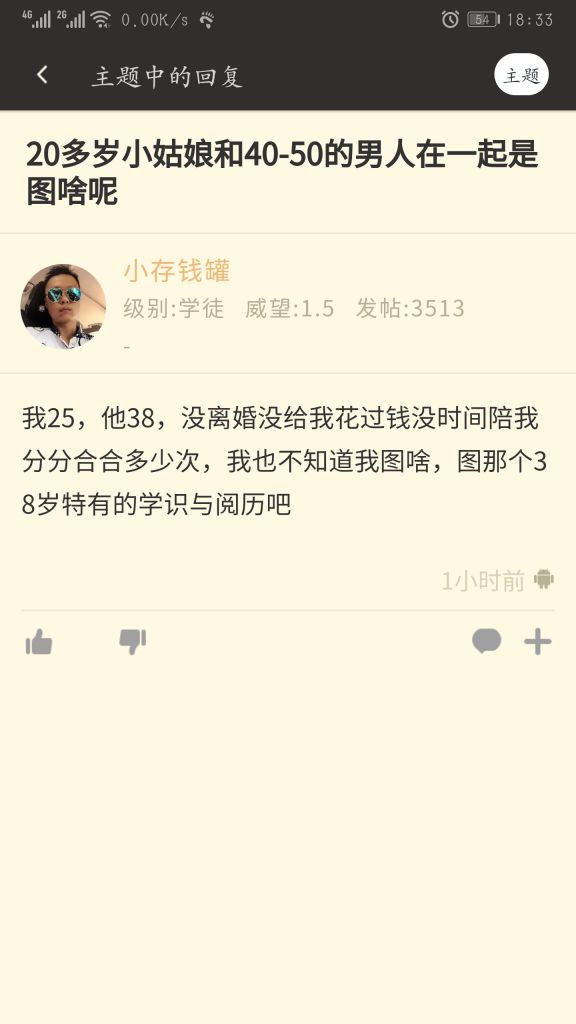 4G 2G 0.00K/s 54 18:33
主题中的回复 主题
20多岁小姑娘和40-50的男人在一起是
图啥呢
小存钱罐
级别:学徒 威望:1.5 发帖:3513
-
我25，他38，没离婚没给我花过钱没时间陪我
分分合合多少次，我也不知道我图啥，图那个3
8岁特有的学识与阅历吧
1小时前